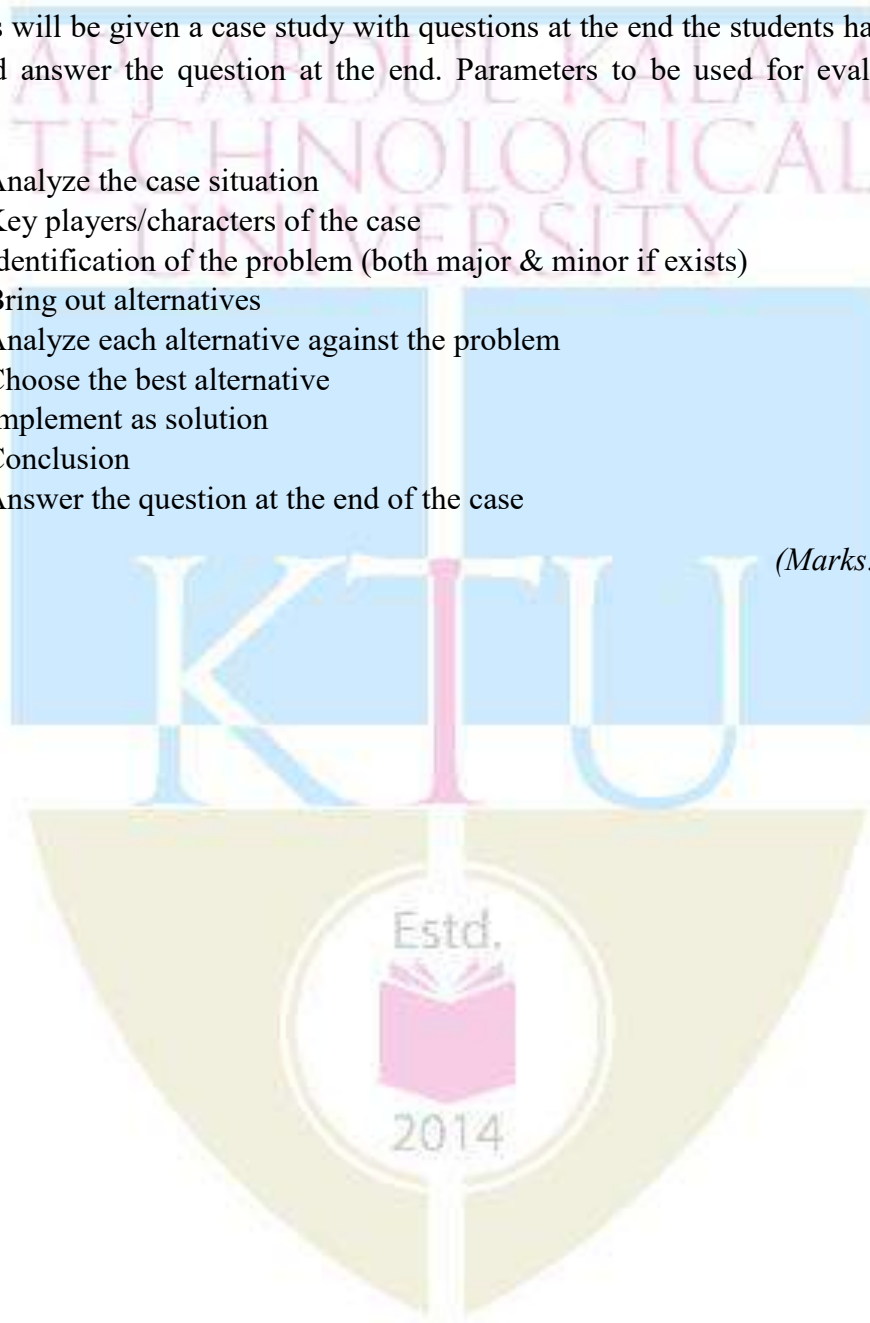 s will be given a case study with questions at the end the students ha
d answer the question at the end. Parameters to be used for eval
APJ ABDUL KALAM
TECHNOLOGICAL
UNIVERSITY
Analyze the case situation
Key players/characters of the case
Identification of the problem (both major & minor if exists)
Bring out alternatives
Analyze each alternative against the problem
Choose the best alternative
Implement as solution
Conclusion
Answer the question at the end of the case
(Marks:
KTU
Estd.
2014